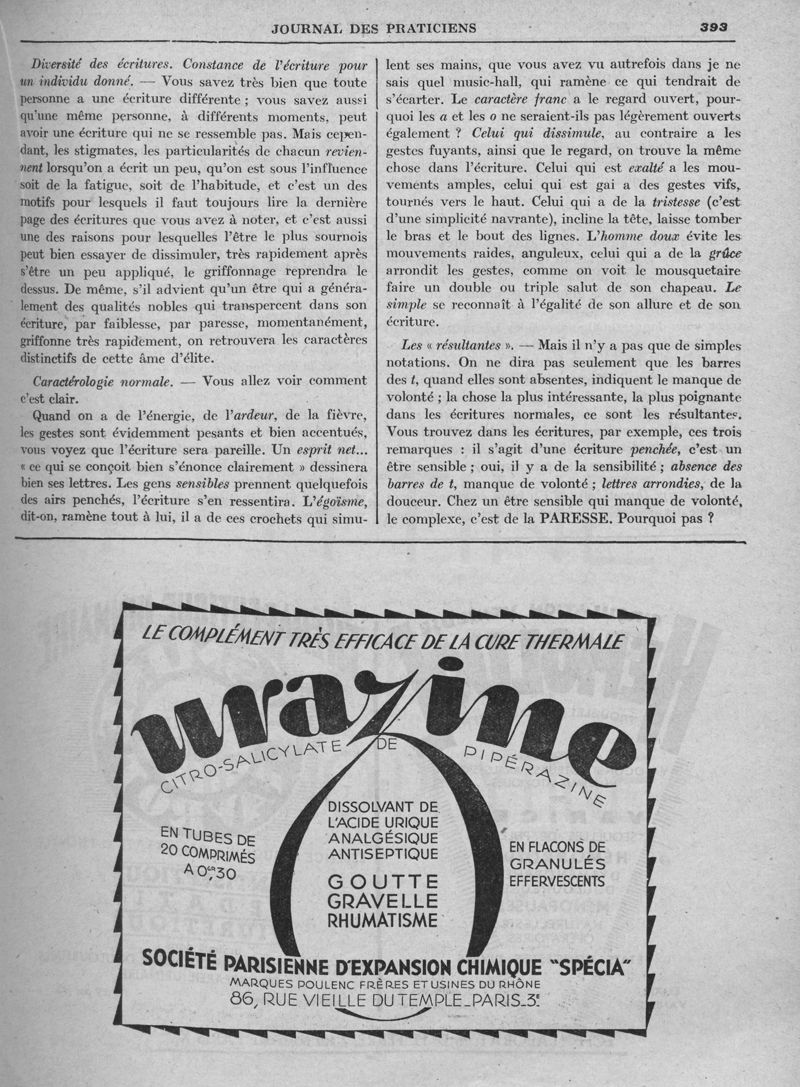 JOURNAL DES PRATICIENS 393
Diversité des écritures. Constance de l'écriture pour
un individu donné. — Vous savez très bien que toute
personne a une écriture différente ; vous savez aussi
qu'une même personne, à différents moments, peut
avoir une écriture qui ne se ressemble pas. Mais cepen-
dant, les stigmates, les particularités de chacun revien-
nent lorsqu'on a écrit un peu, qu'on est sous l'influence
soit de la fatigue, soit de l'habitude, et c'est un des
motifs pour lesquels il faut toujours lire la dernière
page des écritures que vous avez à noter, et c'est aussi
une des raisons pour lesquelles l'être le plus sournois
peut bien essayer de dissimuler, très rapidement après
s'être un peu appliqué, le griffonnage reprendra le
dessus. De même, s'il advient qu'un être qui a généra-
lement des qualités nobles qui transpercent dans son
écriture, par faiblesse, par paresse, momentanément,
griffonne très rapidement, on retrouvera les caractères
distinctifs de cette âme d'élite.
Caractérologie normale. — Vous allez voir comment
c'est clair.
Quand on a de l'énergie, de l'ardeur, de la fièvre,
les gestes sont évidemment pesants et bien accentués,
vous voyez que l'écriture sera pareille. Un esprit net...
« ce qui se conçoit bien s'énonce clairement » dessinera
bien ses lettres. Les gens sensibles prennent quelquefois
des airs penchés, l'écriture s'en ressentira. L'égoïsme,
dit-on, ramène tout à lui, il a de ces crochets qui simu-
lent ses mains, que vous avez vu autrefois dans je ne
sais quel music-hall, qui ramène ce qui tendrait de
s'écarter. Le caractère franc a le regard ouvert, pour-
quoi les a et les o ne seraient-ils pas légèrement ouverts
également ? Celui qui dissimule, au contraire a les
gestes fuyants, ainsi que le regard, on trouve la même
chose dans l'écriture. Celui qui est exalté a les mou-
vements amples, celui qui est gai a des gestes vifs,
tournés vers le haut. Celui qui a de la tristesse (c'est
d'une simplicité navrante), incline la tête, laisse tomber
le bras et le bout des lignes. L'homme doux évite les
mouvements raides, anguleux, celui qui a de la grâce
arrondit les gestes, comme on voit le mousquetaire
faire un double ou triple salut de son chapeau. Le
simple se reconnaît à l'égalité de son allure et de son
écriture.
Les « résultantes ». — Mais il n'y a pas que de simples
notations. On ne dira pas seulement que les barres
des t, quand elles sont absentes, indiquent le manque de
volonté ; la chose la plus intéressante, la plus poignante
dans les écritures normales, ce sont les résultantes.
Vous trouvez dans les écritures, par exemple, ces trois
remarques : il s'agit d'une écriture penchée, c'est un
être sensible ; oui, il y a de la sensibilité ; absence des
barres de t, manque de volonté ; lettres arrondies, de la
douceur. Chez un être sensible qui manque de volonté,
le complexe, c'est de la PARESSE. Pourquoi pas ?
LE COMPLÉMENT TRÈS EFFICACE DE LA CURE THERMALE
urazine
CITRO-SALICYLATE DE PIPÉRAZINE
EN TUBES DE
20 COMPRIMÉS
A 0gr,30
DISSOLVANT DE
L'ACIDE URIQUE
ANALGÉSIQUE
ANTISEPTIQUE
GOUTTE
GRAVELLE
RHUMATISME
EN FLACONS DE
GRANULÉS
EFFERVESCENTS
SOCIÉTÉ PARISIENNE D'EXPANSION CHIMIQUE "SPÉCIA"
MARQUES POULENC FRÈRES ET USINES DU RHÔNE
86, RUE VIEILLE DU TEMPLE_PARIS_3e